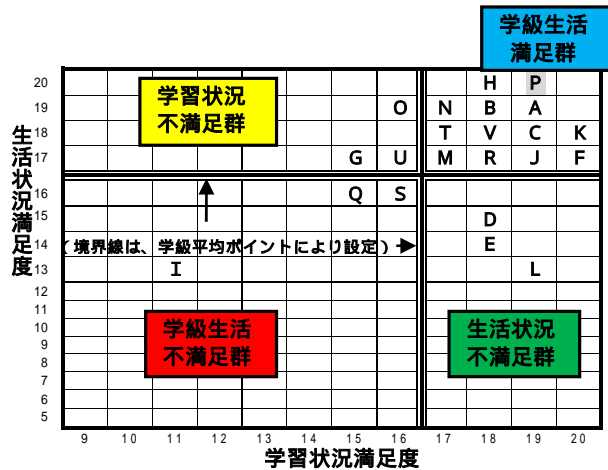 学級生活
満足群
学習状況
不満足群
20 H P
19 O N B A
18 T V C K
17 G U M R J F
16 Q S
15 D
14 (境界線は、学級平均ポイントにより設定) E
13 I L
12
11
10
9
8
7
6
5
学級生活
不満足群
生活状況
不満足群
9 10 11 12 13 14 15 16 17 18 19 20
生活状況満足度
学習状況満足度